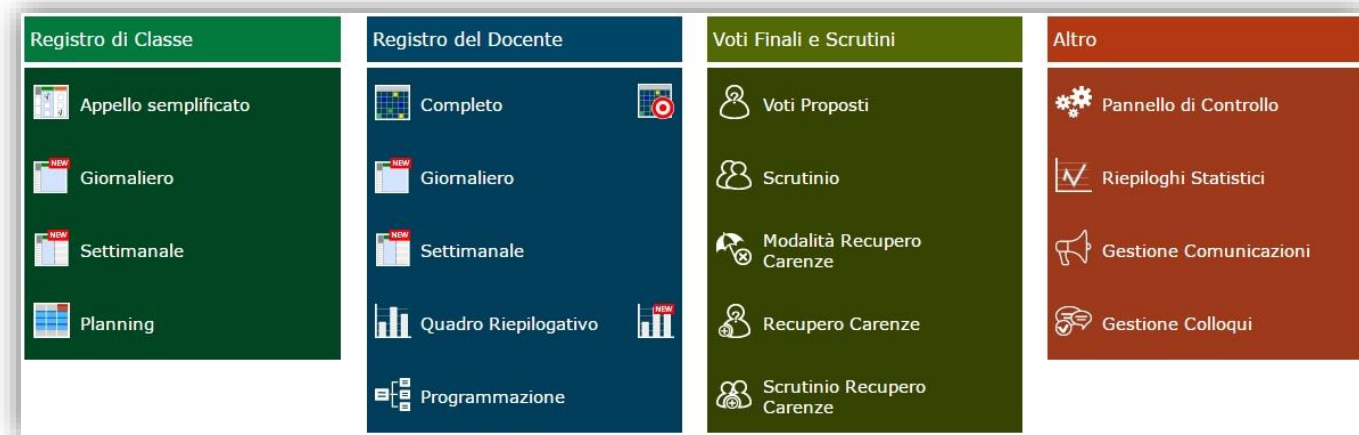 Registro di Classe
Appello semplificato
NEW
Giornaliero
NEW
Settimanale
Planning
Registro del Docente
Completo
NEW
Giornaliero
NEW
Settimanale
Quadro Riepilogativo
NEW
Programmazione
Voti Finali e Scrutini
Voti Proposti
Scrutinio
Modalità Recupero
Carenze
Recupero Carenze
Scrutinio Recupero
Carenze
Altro
Pannello di Controllo
Riepiloghi Statistici
Gestione Comunicazioni
Gestione Colloqui